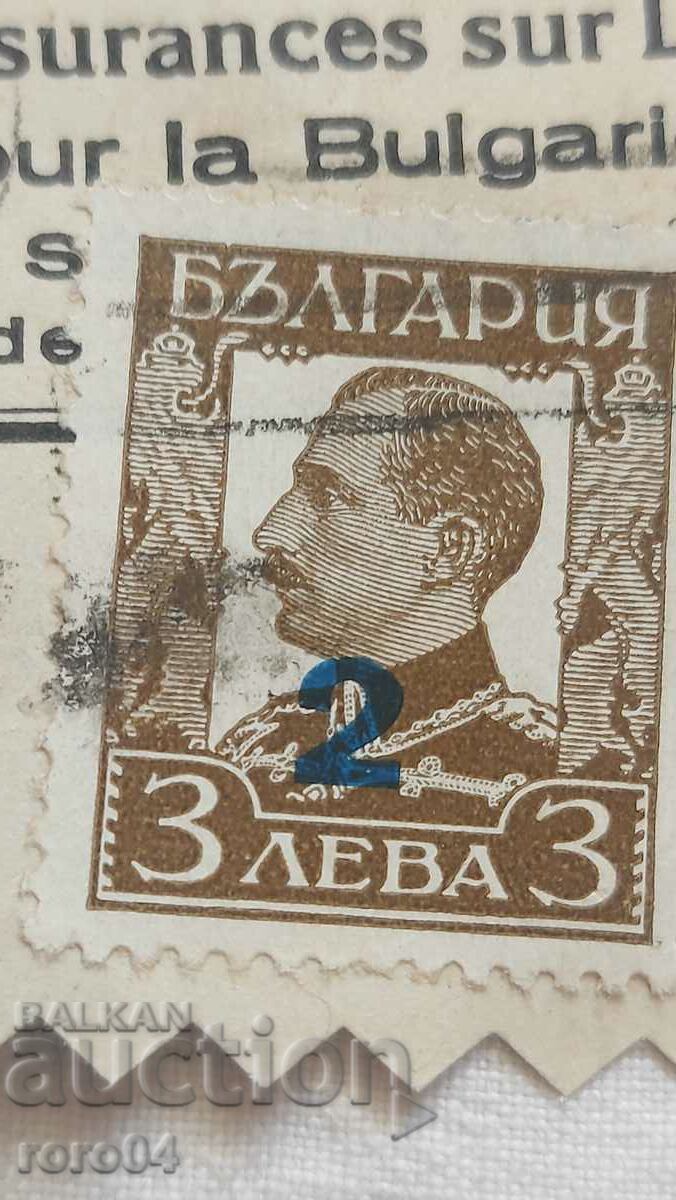 surances sur
our la Bulgari
s
de
БЪЛГАРИЯ
2
3 ЛЕВА 3
BALKAN
auction
roro04